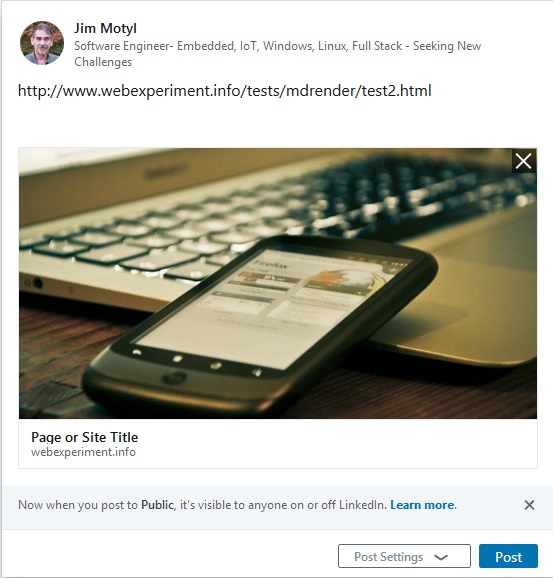 Jim Motyl
Software Engineer- Embedded, IoT, Windows, Linux, Full Stack - Seeking New
Challenges
http://www.webexperiment.info/tests/mdrender/test2.html
Firefox
Page or Site Title
webexperiment.info
Now when you post to Public, it's visible to anyone on or off LinkedIn. Learn more.
Post Settings
Post